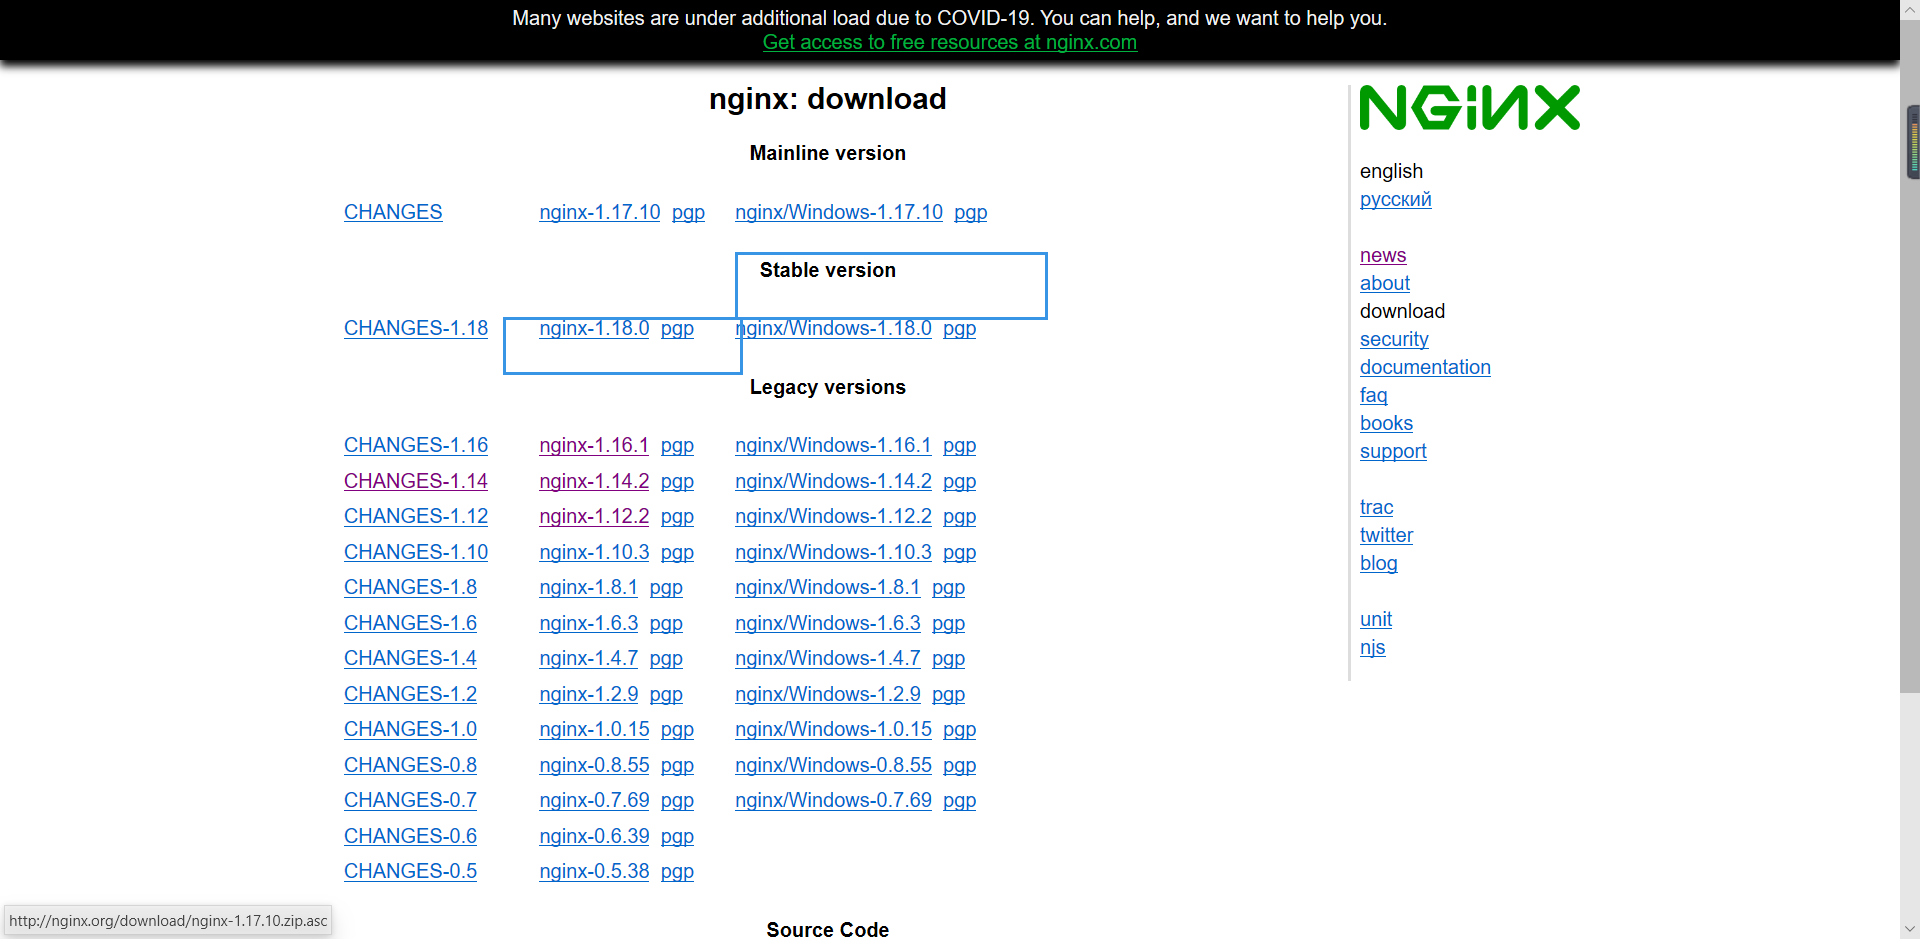 Many websites are under additional load due to COVID-19. You can help, and we want to help you.
Get access to free resources at nginx.com
nginx: download
Mainline version
CHANGES nginx-1.17.10 pgp nginx/Windows-1.17.10 pgp
Stable version
CHANGES-1.18 nginx-1.18.0 pgp nginx/Windows-1.18.0 pgp
Legacy versions
CHANGES-1.16 nginx-1.16.1 pgp nginx/Windows-1.16.1 pgp
CHANGES-1.14 nginx-1.14.2 pgp nginx/Windows-1.14.2 pgp
CHANGES-1.12 nginx-1.12.2 pgp nginx/Windows-1.12.2 pgp
CHANGES-1.10 nginx-1.10.3 pgp nginx/Windows-1.10.3 pgp
CHANGES-1.8 nginx-1.8.1 pgp nginx/Windows-1.8.1 pgp
CHANGES-1.6 nginx-1.6.3 pgp nginx/Windows-1.6.3 pgp
CHANGES-1.4 nginx-1.4.7 pgp nginx/Windows-1.4.7 pgp
CHANGES-1.2 nginx-1.2.9 pgp nginx/Windows-1.2.9 pgp
CHANGES-1.0 nginx-1.0.15 pgp nginx/Windows-1.0.15 pgp
CHANGES-0.8 nginx-0.8.55 pgp nginx/Windows-0.8.55 pgp
CHANGES-0.7 nginx-0.7.69 pgp nginx/Windows-0.7.69 pgp
CHANGES-0.6 nginx-0.6.39 pgp
CHANGES-0.5 nginx-0.5.38 pgp
Source Code
NGINX
english
русский
news
about
download
security
documentation
faq
books
support
trac
twitter
blog
unit
njs
http://nginx.org/download/nginx-1.17.10.zip.asc